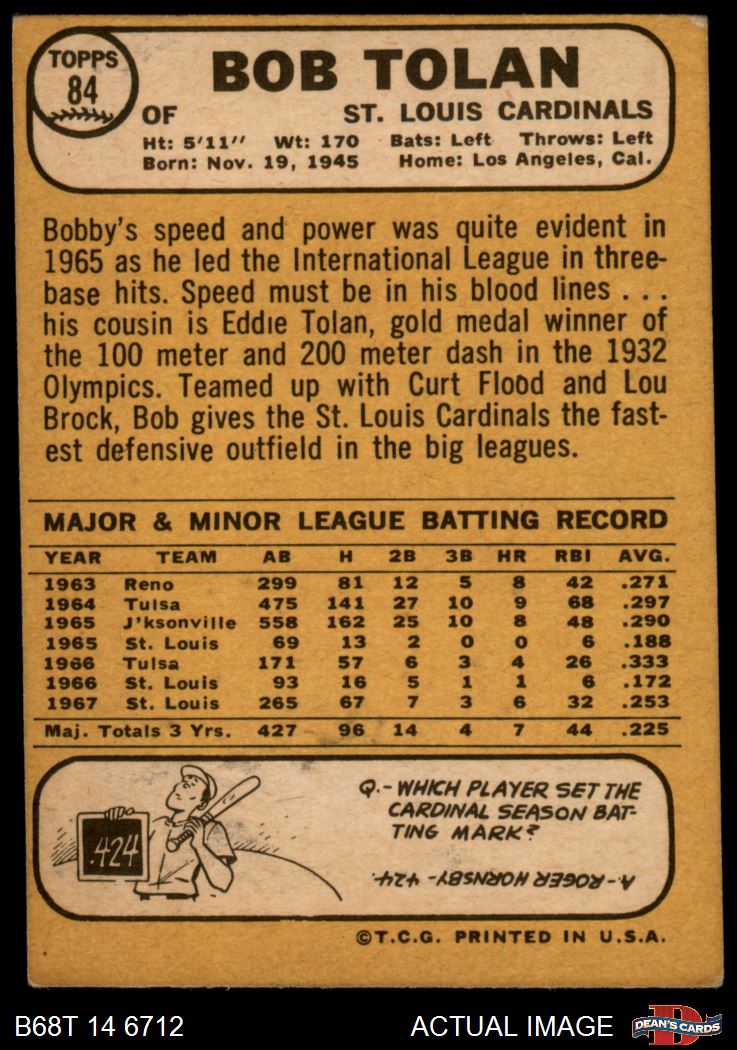 TOPPS
84
BOB TOLAN
OF ST. LOUIS CARDINALS
Ht: 5'11" Wt: 170 Bats: Left Throws: Left
Born: Nov. 19, 1945 Home: Los Angeles, Cal.
Bobby's speed and power was quite evident in
1965 as he led the International League in three-
base hits. Speed must be in his blood lines . . .
his cousin is Eddie Tolan, gold medal winner of
the 100 meter and 200 meter dash in the 1932
Olympics. Teamed up with Curt Flood and Lou
Brock, Bob gives the St. Louis Cardinals the fast-
est defensive outfield in the big leagues.
MAJOR & MINOR LEAGUE BATTING RECORD
YEAR TEAM AB H 2B 3B HR RBI AVG.
1963 Reno 299 81 12 5 8 42 .271
1964 Tulsa 475 141 27 10 9 68 .297
1965 J'ksonville 558 162 25 10 8 48 .290
1965 St. Louis 69 13 2 0 0 6 .188
1966 Tulsa 171 57 6 3 4 26 .333
1966 St. Louis 93 16 5 1 1 6 .172
1967 St. Louis 265 67 7 3 6 32 .253
Maj. Totals 3 Yrs. 427 96 14 4 7 44 .225
.424
Q.- WHICH PLAYER SET THE
CARDINAL SEASON BAT-
TING MARK?
A- ROGER HORNSBY - .424.
©T.C.G. PRINTED IN U.S.A.
B68T 14 6712 ACTUAL IMAGE
D
DEAN'S CARDS